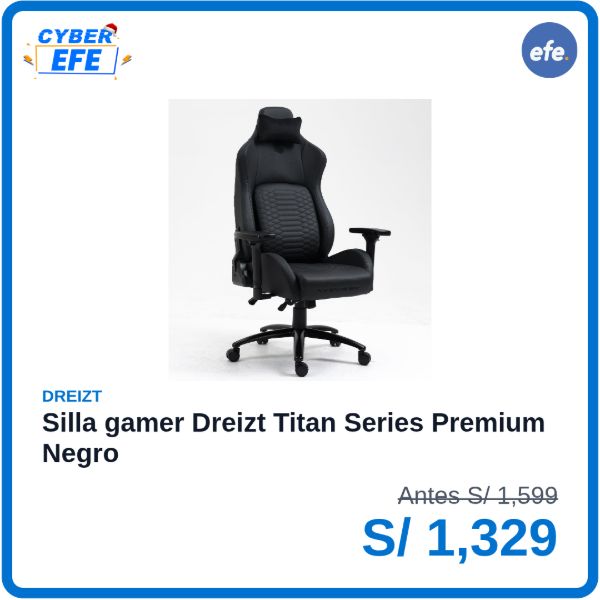 CYBER
EFE
efe.
DREIZT
Silla gamer Dreizt Titan Series Premium
Negro
Antes S/ 1,599
S/ 1,329